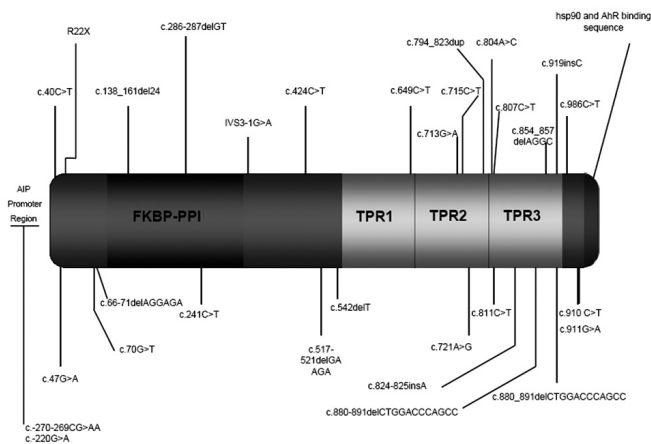 hsp90 and AhR binding
sequence
R22X
c.286-287delGT
c.794_823dup
c.804A>C
c.919insC
c.40C>T
c.138_161del24
c.424C>T
c.649C>T
c.715C>T
c.807C>T
c.986C>T
IVS3-1G>A
c.713G>A
c.854_857
delAGGC
AIP
Promoter
Region
FKBP-PPI
TPR1
TPR2
TPR3
c.66-71delAGGAGA
c.241C>T
c.542delT
c.811C>T
c.910 C>T
c.911G>A
c.70G>T
c.517-
521delGA
AGA
c.721A>G
c.47G>A
c.824-825insA
c.880_891delCTGGACCCAGCC
c.880-891delCTGGACCCAGCC
c.-270-269CG>AA
c.-220G>A